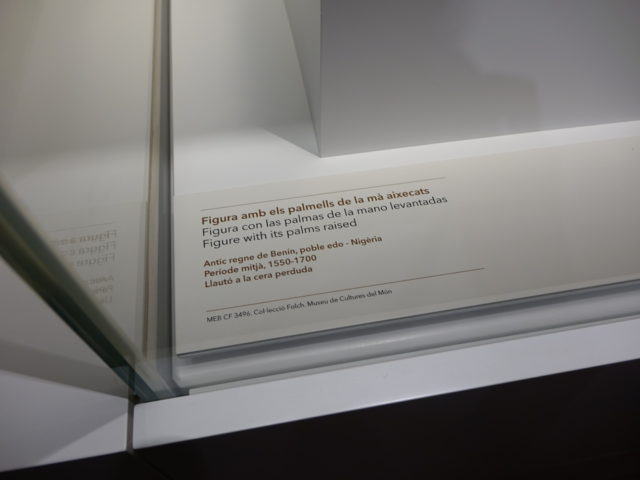 Figura amb els palmells de la mà aixecats
Figura con las palmas de la mano levantadas
Figure with its palms raised
Antic regne de Benín, poble edo - Nigèria
Període mitjà, 1550-1700
Llautó a la cera perduda
MEB CF 3496. Col·lecció Folch. Museu de Cultures del Món